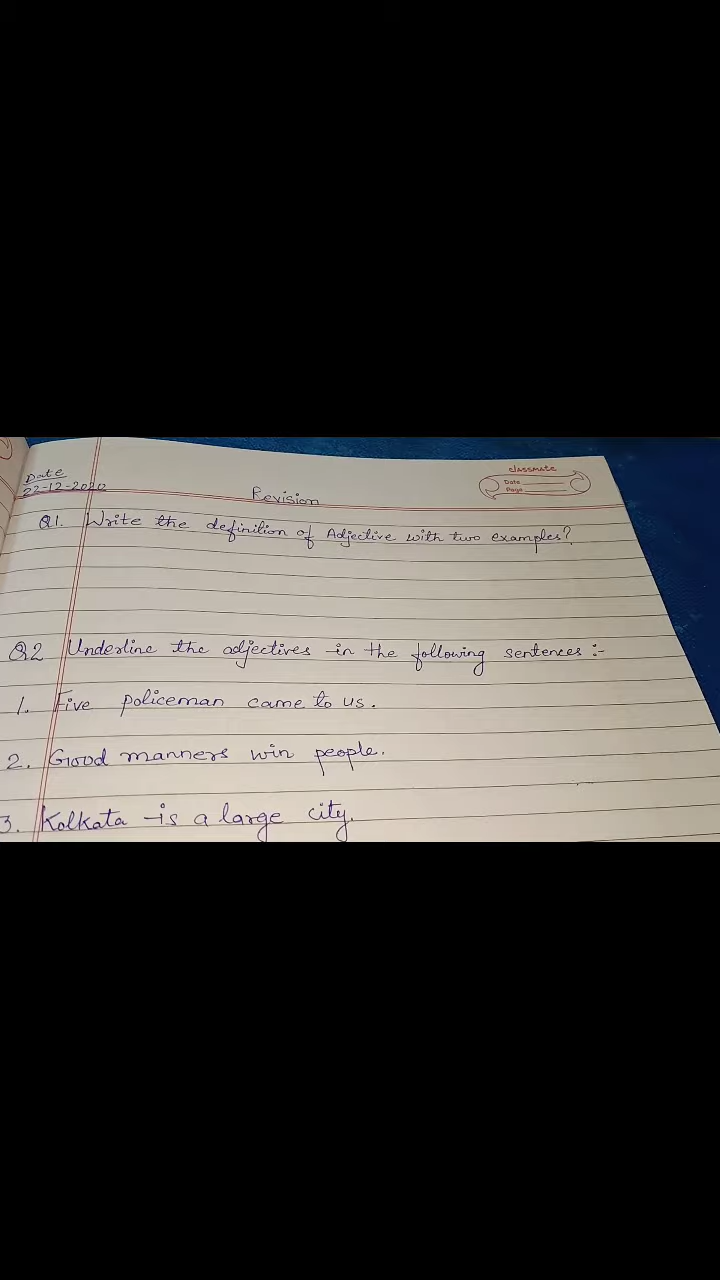 classmate
Date
Page
Date
22-12-2020
Revision
Q1. Write the definition of Adjective with two examples?
Q2 Underline the adjectives in the following sentences :-
1. Five policeman came to us.
2. Good manners win people.
3. Kolkata is a large city.